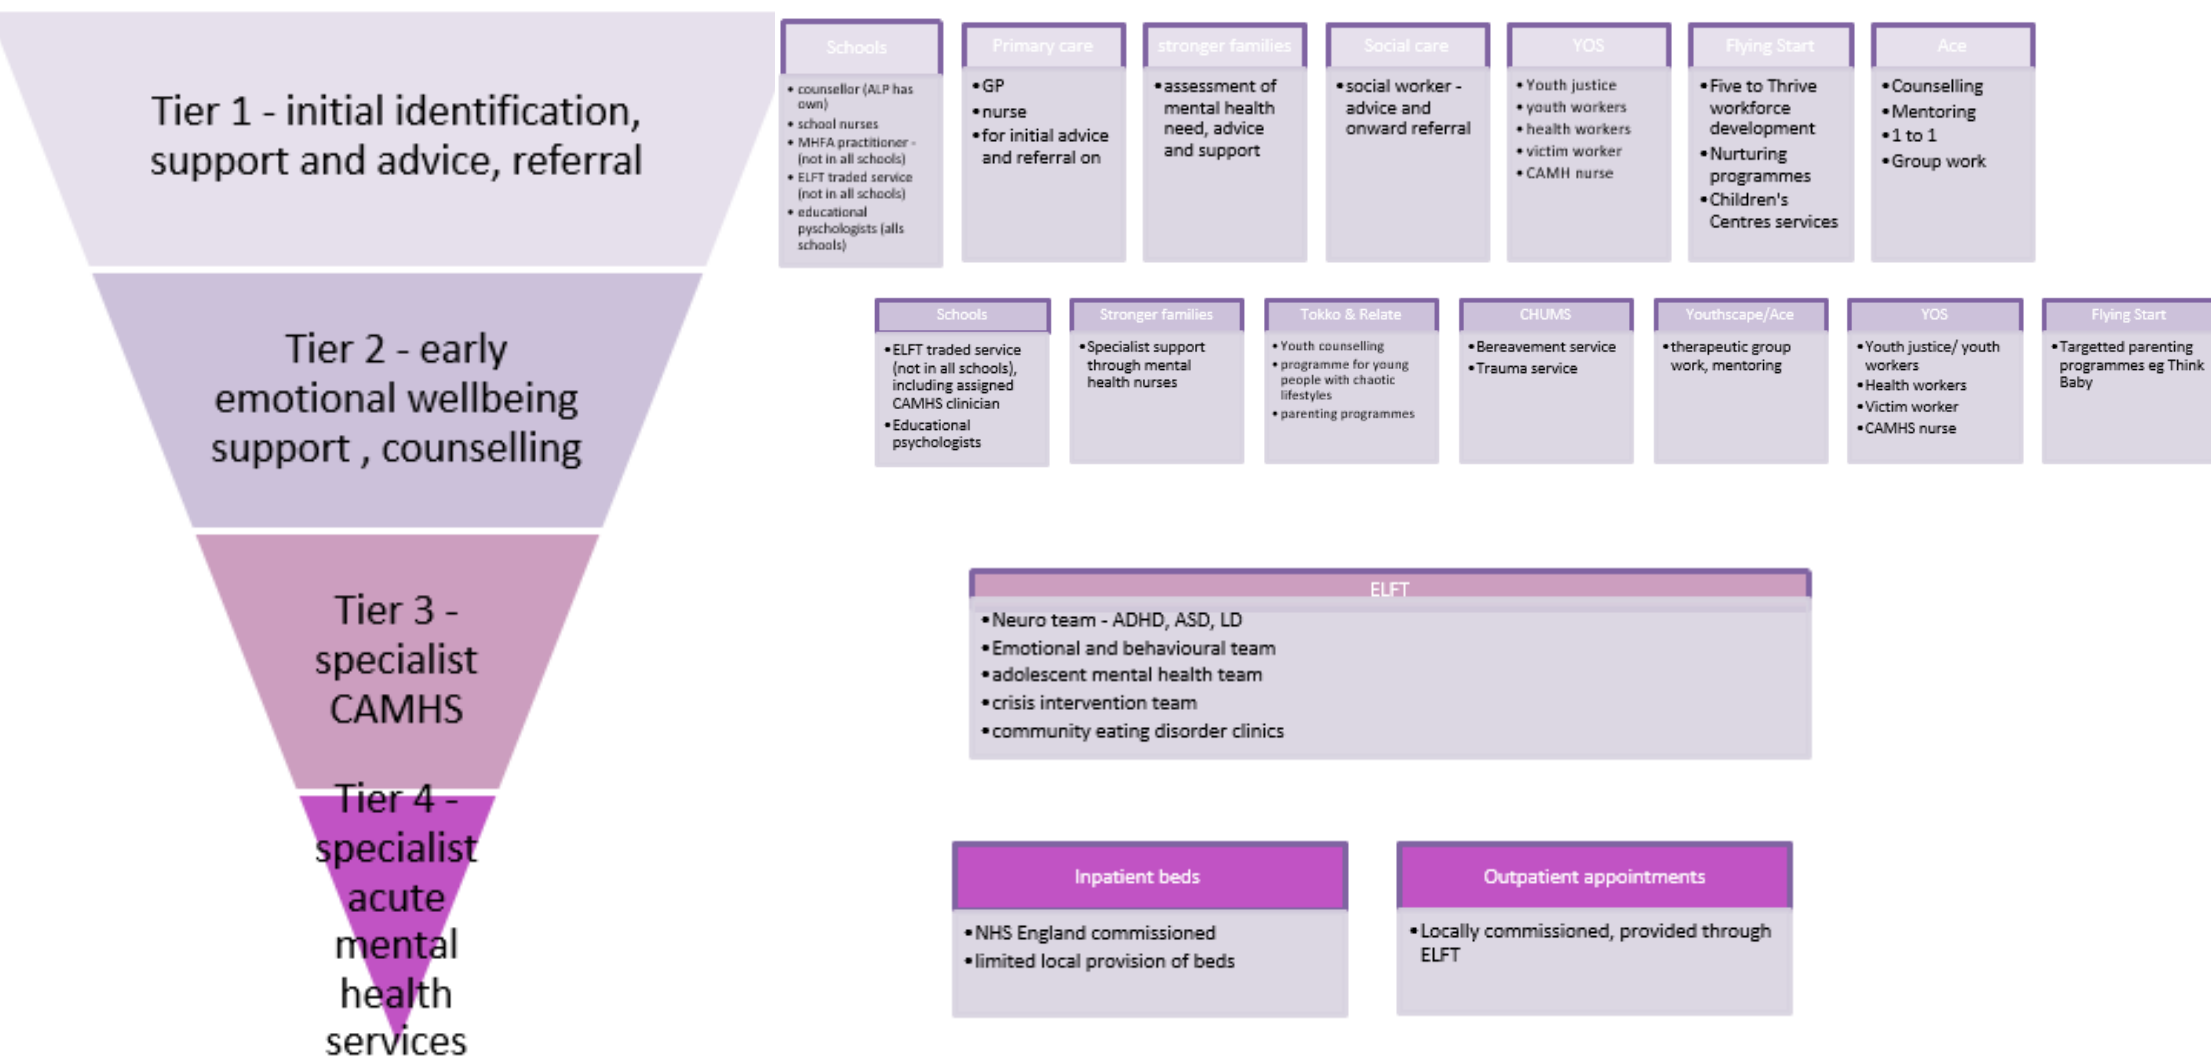 Tier 1 - initial identification,
support and advice, referral
Schools
• counsellor (ALP has
own)
• school nurses
• MHFA practitioner -
(not in all schools)
• ELFT traded service
(not in all schools)
• educational
pyschologists (alls
schools)
Primary care
•GP
•nurse
•for initial advice
and referral on
stronger families
•assessment of
mental health
need, advice
and support
Social care
•social worker -
advice and
onward referral
YOS
• Youth justice
• youth workers
• health workers
• victim worker
• CAMH nurse
Flying Start
•Five to Thrive
workforce
development
•Nurturing
programmes
•Children's
Centres services
Ace
•Counselling
•Mentoring
•1 to 1
•Group work
Tier 2 - early
emotional wellbeing
support , counselling
Schools
•ELFT traded service
(not in all schools),
including assigned
CAMHS clinician
•Educational
psychologists
Stronger families
•Specialist support
through mental
health nurses
Tokko & Relate
• Youth counselling
• programme for young
people with chaotic
lifestyles
• parenting programmes
CHUMS
•Bereavement service
•Trauma service
Youthscape/Ace
•therapeutic group
work, mentoring
YOS
•Youth justice/ youth
workers
•Health workers
•Victim worker
•CAMHS nurse
Flying Start
•Targetted parenting
programmes eg Think
Baby
Tier 3 -
specialist
CAMHS
ELFT
•Neuro team - ADHD, ASD, LD
•Emotional and behavioural team
•adolescent mental health team
•crisis intervention team
•community eating disorder clinics
Tier 4 -
specialist
acute
mental
health
services
Inpatient beds
•NHS England commissioned
•limited local provision of beds
Outpatient appointments
•Locally commissioned, provided through
ELFT